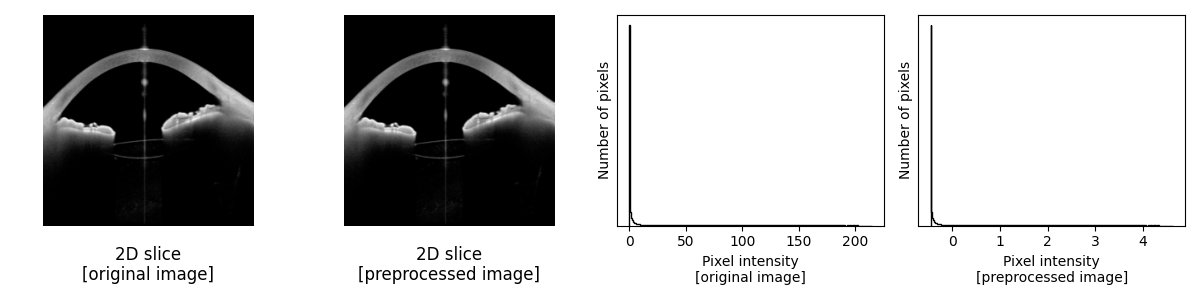 2D slice
[original image]
2D slice
[preprocessed image]
Number of pixels
0 50 100 150 200
Pixel intensity
[original image]
Number of pixels
0 1 2 3 4
Pixel intensity
[preprocessed image]